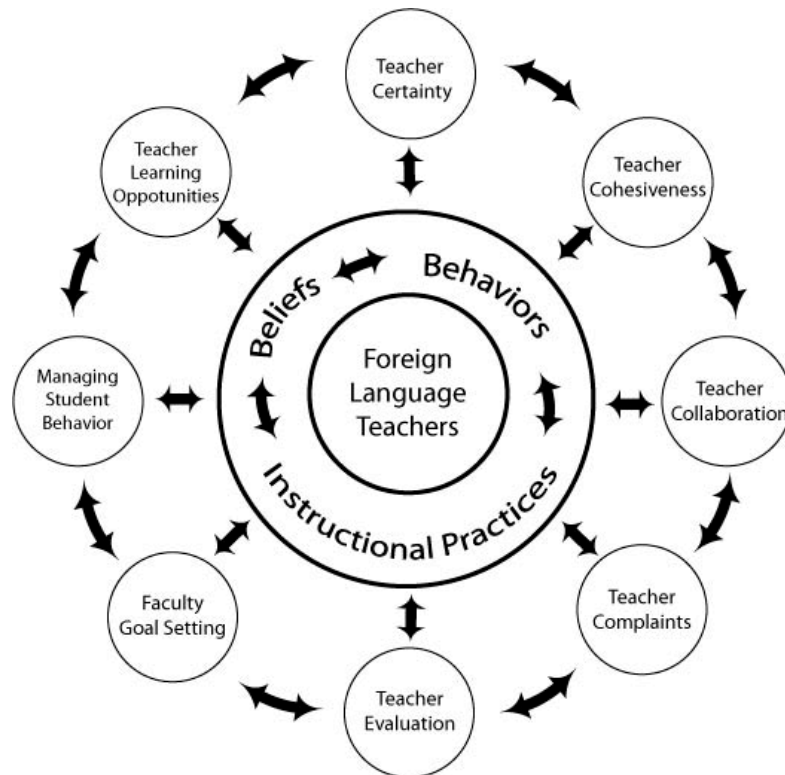 Teacher
Certainty
Teacher
Cohesiveness
Teacher
Collaboration
Teacher
Complaints
Teacher
Evaluation
Faculty
Goal Setting
Managing
Student
Behavior
Teacher
Learning
Oppotunities
Beliefs
Behaviors
Instructional Practices
Foreign
Language
Teachers